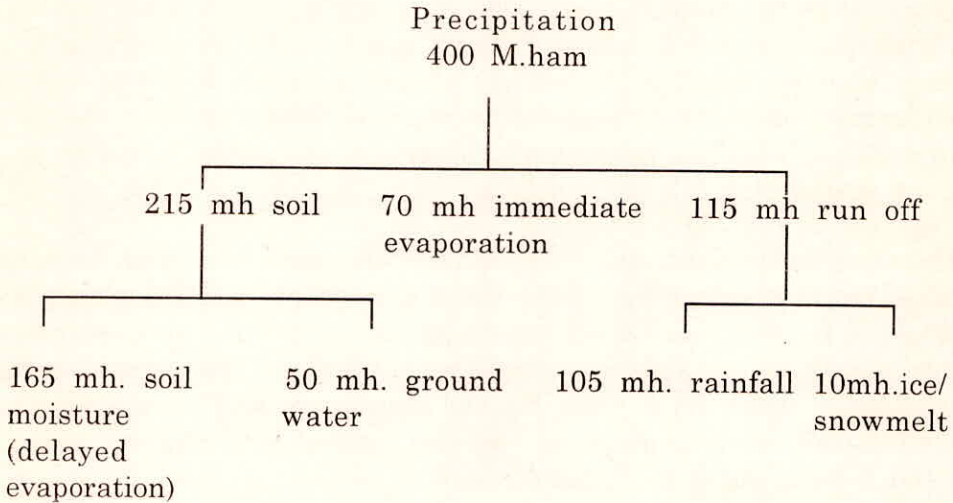 Precipitation
400 M.ham
215 mh soil
70 mh immediate
evaporation
115 mh run off
165 mh. soil
moisture
(delayed
evaporation)
50 mh. ground
water
105 mh. rainfall
10mh.ice/
snowmelt